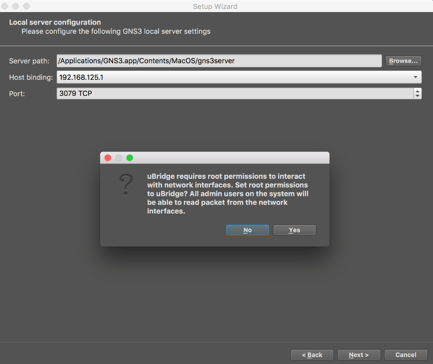 Setup Wizard
Local server configuration
Please configure the following GNS3 local server settings
Server path: /Applications/GNS3.app/Contents/MacOS/gns3server Browse...
Host binding: 192.168.125.1
Port: 3079 TCP
uBridge requires root permissions to interact
with network interfaces. Set root permissions
to uBridge? All admin users on the system will
be able to read packet from the network
interfaces.
No Yes
< Back Next > Cancel